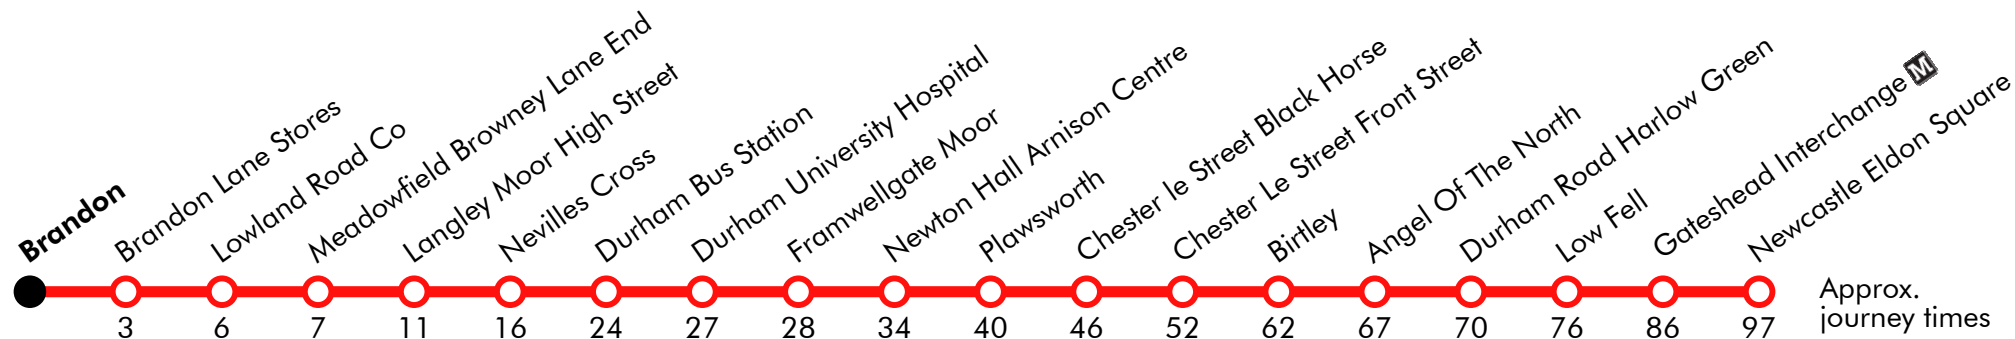 Brandon
Brandon Lane Stores
Lowland Road Co
Meadowfield Browney Lane End
Langley Moor High Street
Nevilles Cross
Durham Bus Station
Durham University Hospital
Framwellgate Moor
Newton Hall Arnison Centre
Plawsworth
Chester le Street Black Horse
Chester Le Street Front Street
Birtley
Angel Of The North
Durham Road Harlow Green
Low Fell
Gateshead Interchange M
Newcastle Eldon Square
3 6 7 11 16 24 27 28 34 40 46 52 62 67 70 76 86 97
Approx.
journey times